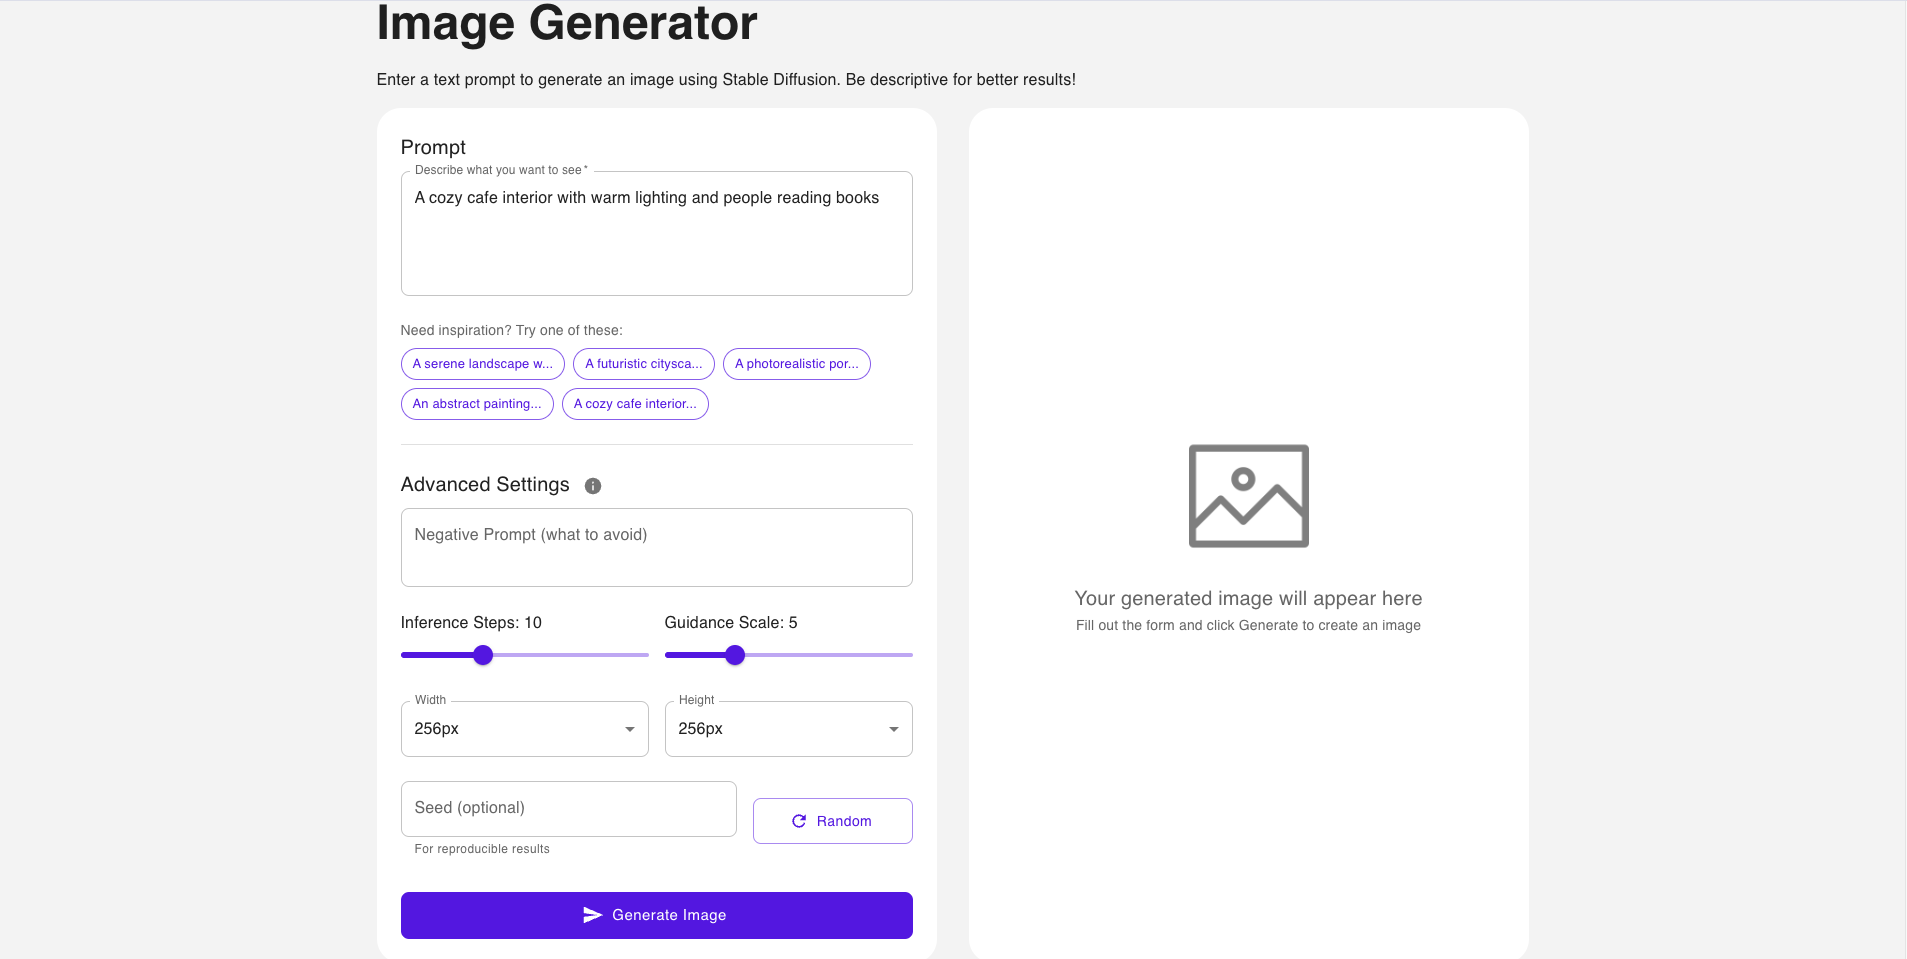 Image Generator
Enter a text prompt to generate an image using Stable Diffusion. Be descriptive for better results!
Prompt
Describe what you want to see *
A cozy cafe interior with warm lighting and people reading books
Need inspiration? Try one of these:
A serene landscape w...
A futuristic citysca...
A photorealistic por...
An abstract painting...
A cozy cafe interior...
Advanced Settings
Negative Prompt (what to avoid)
Inference Steps: 10
Guidance Scale: 5
Width
256px
Height
256px
Seed (optional)
For reproducible results
Random
Generate Image
Your generated image will appear here
Fill out the form and click Generate to create an image